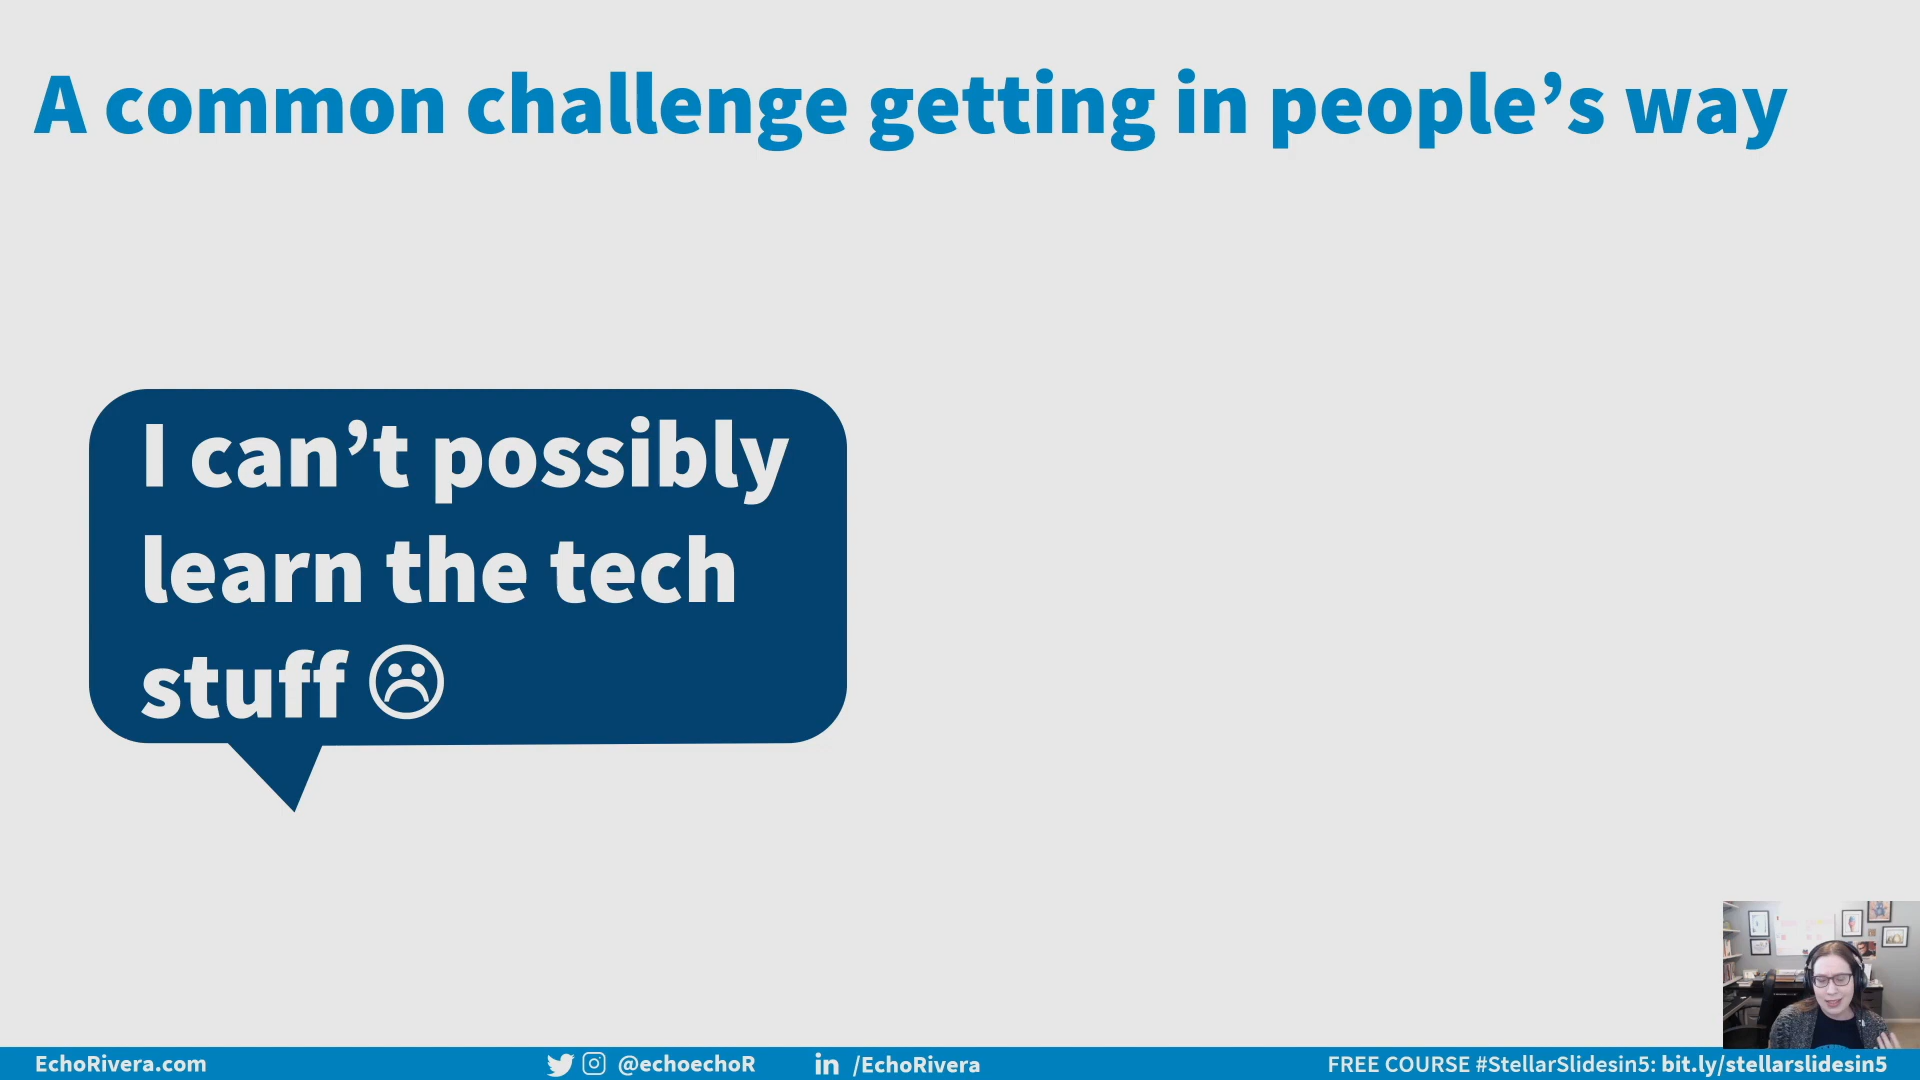 A common challenge getting in people’s way
I can’t possibly
learn the tech
stuff ☹
EchoRivera.com
@echoechoR
in /EchoRivera
FREE COURSE #StellarSlidesin5: bit.ly/stellarslidesin5